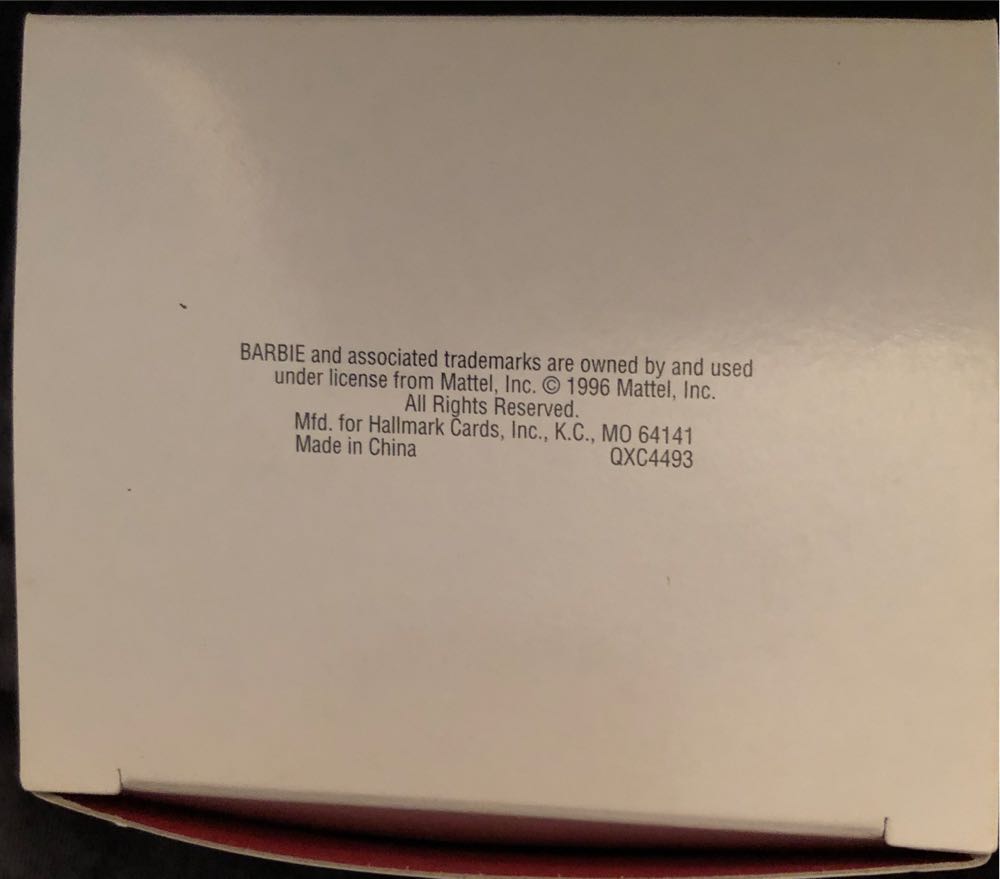 BARBIE and associated trademarks are owned by and used
under license from Mattel, Inc. © 1996 Mattel, Inc.
All Rights Reserved.
Mfd. for Hallmark Cards, Inc., K.C., MO 64141
Made in China QXC4493